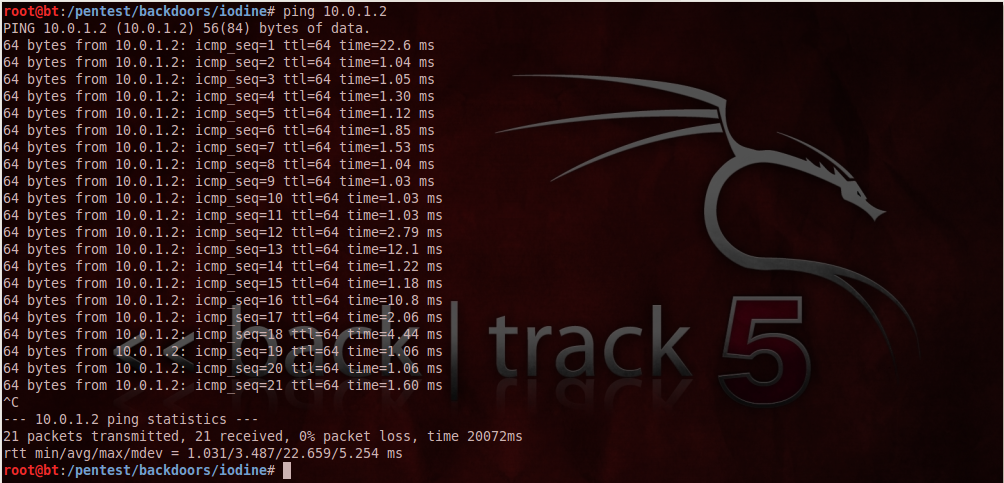 root@bt:/pentest/backdoors/iodine# ping 10.0.1.2
PING 10.0.1.2 (10.0.1.2) 56(84) bytes of data.
64 bytes from 10.0.1.2: icmp_seq=1 ttl=64 time=22.6 ms
64 bytes from 10.0.1.2: icmp_seq=2 ttl=64 time=1.04 ms
64 bytes from 10.0.1.2: icmp_seq=3 ttl=64 time=1.05 ms
64 bytes from 10.0.1.2: icmp_seq=4 ttl=64 time=1.30 ms
64 bytes from 10.0.1.2: icmp_seq=5 ttl=64 time=1.12 ms
64 bytes from 10.0.1.2: icmp_seq=6 ttl=64 time=1.85 ms
64 bytes from 10.0.1.2: icmp_seq=7 ttl=64 time=1.53 ms
64 bytes from 10.0.1.2: icmp_seq=8 ttl=64 time=1.04 ms
64 bytes from 10.0.1.2: icmp_seq=9 ttl=64 time=1.03 ms
64 bytes from 10.0.1.2: icmp_seq=10 ttl=64 time=1.03 ms
64 bytes from 10.0.1.2: icmp_seq=11 ttl=64 time=1.03 ms
64 bytes from 10.0.1.2: icmp_seq=12 ttl=64 time=2.79 ms
64 bytes from 10.0.1.2: icmp_seq=13 ttl=64 time=12.1 ms
64 bytes from 10.0.1.2: icmp_seq=14 ttl=64 time=1.22 ms
64 bytes from 10.0.1.2: icmp_seq=15 ttl=64 time=1.18 ms
64 bytes from 10.0.1.2: icmp_seq=16 ttl=64 time=10.8 ms
64 bytes from 10.0.1.2: icmp_seq=17 ttl=64 time=2.06 ms
64 bytes from 10.0.1.2: icmp_seq=18 ttl=64 time=4.44 ms
64 bytes from 10.0.1.2: icmp_seq=19 ttl=64 time=1.06 ms
64 bytes from 10.0.1.2: icmp_seq=20 ttl=64 time=1.06 ms
64 bytes from 10.0.1.2: icmp_seq=21 ttl=64 time=1.60 ms
^C
--- 10.0.1.2 ping statistics ---
21 packets transmitted, 21 received, 0% packet loss, time 20072ms
rtt min/avg/max/mdev = 1.031/3.487/22.659/5.254 ms
root@bt:/pentest/backdoors/iodine#
<< back | track 5